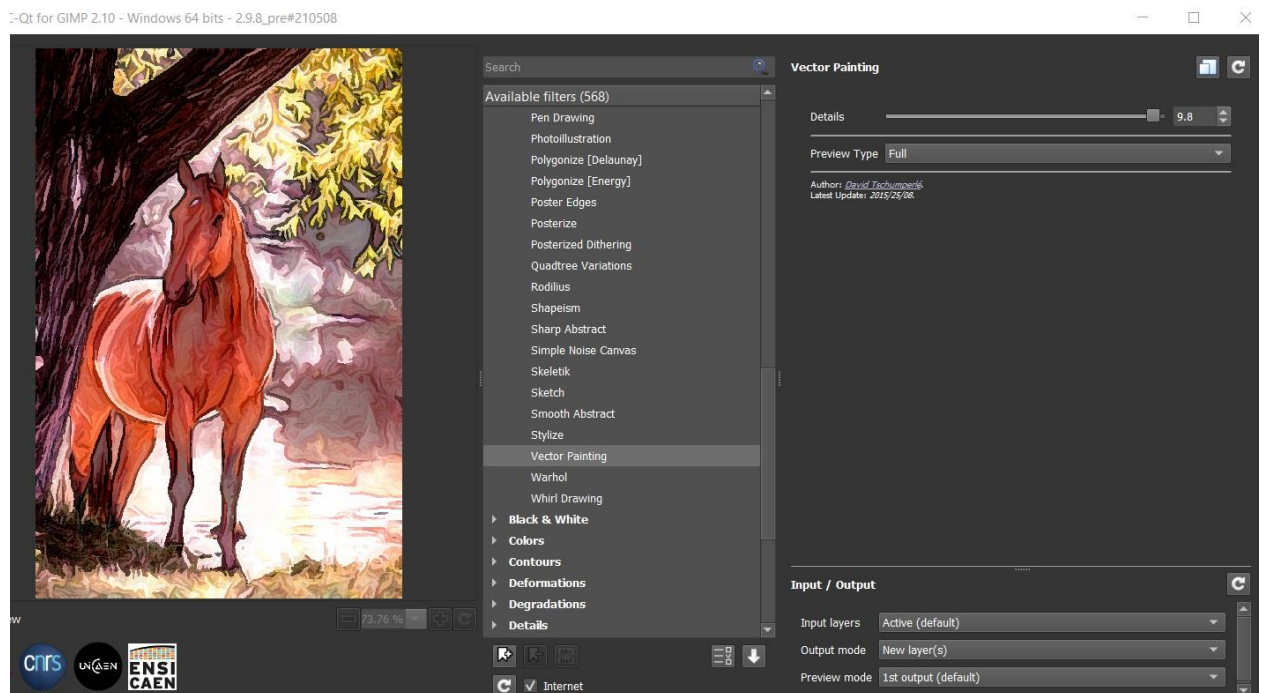 C-Qt for GIMP 2.10 - Windows 64 bits - 2.9.8_pre#210508
Search
Available filters (568)
Pen Drawing
Photoillustration
Polygonize [Delaunay]
Polygonize [Energy]
Poster Edges
Posterize
Posterized Dithering
Quadtree Variations
Rodilius
Shapeism
Sharp Abstract
Simple Noise Canvas
Skeletik
Sketch
Smooth Abstract
Stylize
Vector Painting
Warhol
Whirl Drawing
Black & White
Colors
Contours
Deformations
Degradations
Details
Internet
Vector Painting
Details 9.8
Preview Type Full
Author: David Tschumperlé.
Latest Update: 2015/25/08.
Input / Output
Input layers Active (default)
Output mode New layer(s)
Preview mode 1st output (default)
ew
73.76 %
cnrs
UNICAEN
ENSI
CAEN